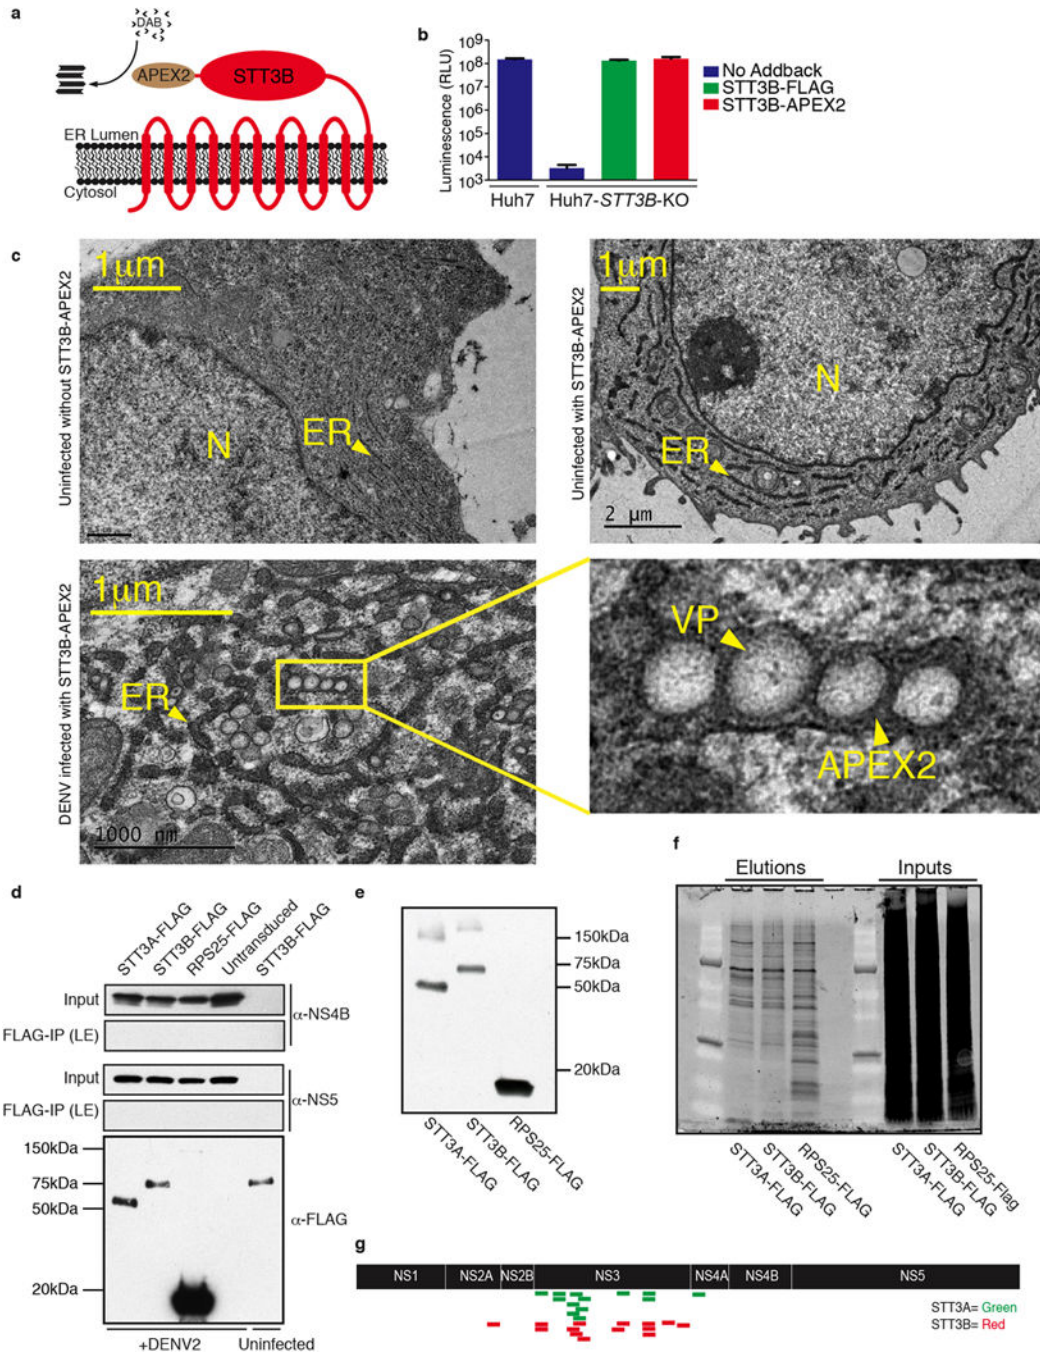 a
DAB
APEX2
STT3B
ER Lumen
Cytosol
b
Luminescence (RLU)
10⁹
10⁸
10⁷
10⁶
10⁵
10⁴
10³
Huh7
Huh7-STT3B-KO
No Addback
STT3B-FLAG
STT3B-APEX2
c
Uninfected without STT3B-APEX2
1μm
N
ER
Uninfected with STT3B-APEX2
1μm
N
ER
2 μm
DENV infected with STT3B-APEX2
1μm
ER
1000 nm
VP
APEX2
d
STT3A-FLAG
STT3B-FLAG
RPS25-FLAG
Untransduced
STT3B-FLAG
Input
FLAG-IP (LE)
α-NS4B
Input
FLAG-IP (LE)
α-NS5
150kDa
75kDa
50kDa
20kDa
α-FLAG
+DENV2
Uninfected
e
150kDa
75kDa
50kDa
20kDa
STT3A-FLAG
STT3B-FLAG
RPS25-FLAG
f
Elutions
Inputs
STT3A-FLAG
STT3B-FLAG
RPS25-FLAG
STT3A-FLAG
STT3B-FLAG
RPS25-Flag
g
NS1 NS2A NS2B NS3 NS4A NS4B NS5
STT3A= Green
STT3B= Red